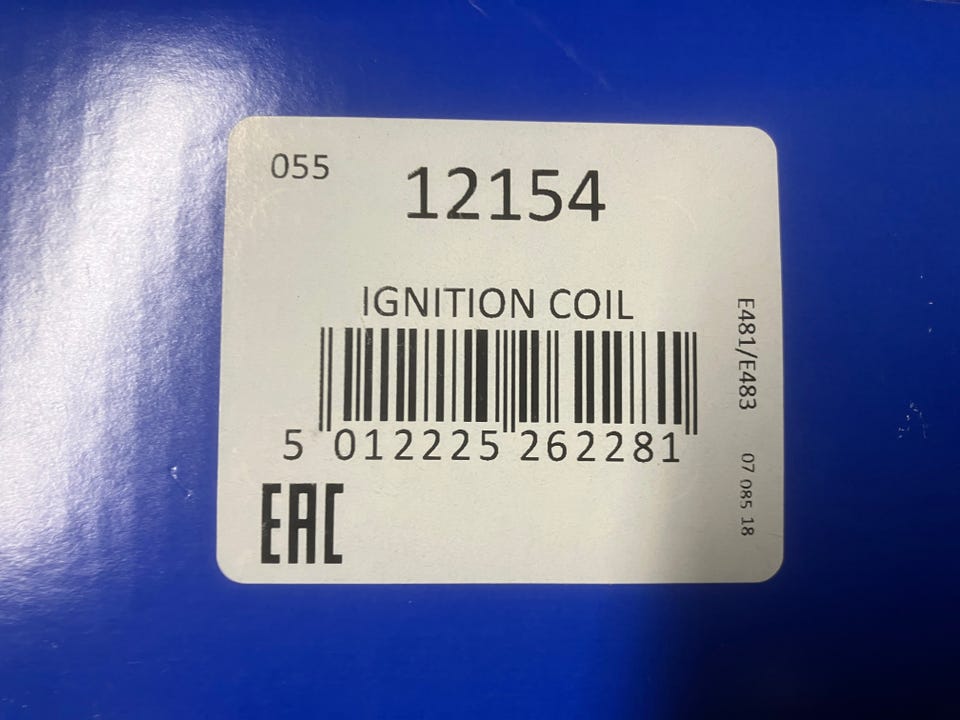 055
12154
IGNITION COIL
5 012225 262281
EAC
E481/E483 07 085 18